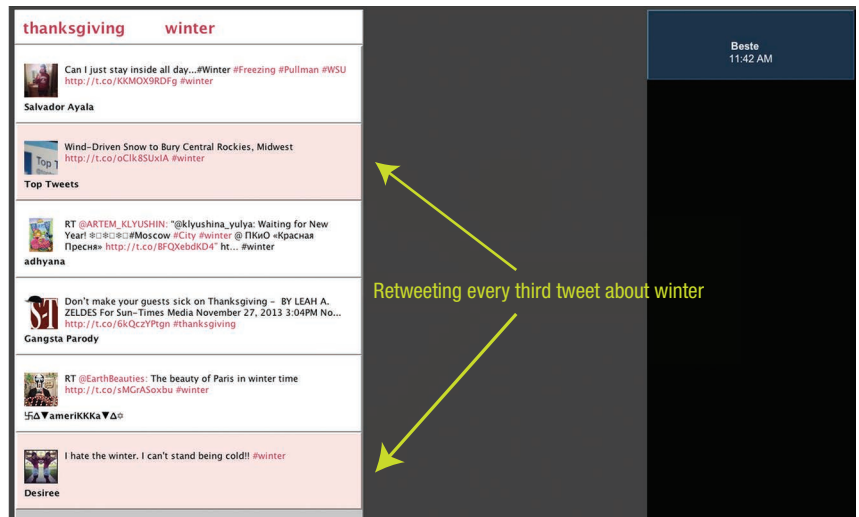 thanksgiving winter
Can I just stay inside all day...#Winter #Freezing #Pullman #WSU
http://t.co/KKMOX9RDFg #winter
Salvador Ayala
Top T
Wind-Driven Snow to Bury Central Rockies, Midwest
http://t.co/oClk8SUxIA #winter
Top Tweets
RT @ARTEM_KLYUSHIN: "@klyushina_yulya: Waiting for New
Year! ❄□❄□❄□#Moscow #City #winter @ ПКиО «Красная
Пресня» http://t.co/BFQXebdKD4" ht... #winter
adhyana
Don't make your guests sick on Thanksgiving - BY LEAH A.
ZELDES For Sun-Times Media November 27, 2013 3:04PM No...
http://t.co/6kQczYPtgn #thanksgiving
Gangsta Parody
RT @EarthBeauties: The beauty of Paris in winter time
http://t.co/sMGrASoxbu #winter
卐∆▼ameriKKKa▼∆✡
I hate the winter. I can't stand being cold!! #winter
Desiree
Retweeting every third tweet about winter
Beste
11:42 AM